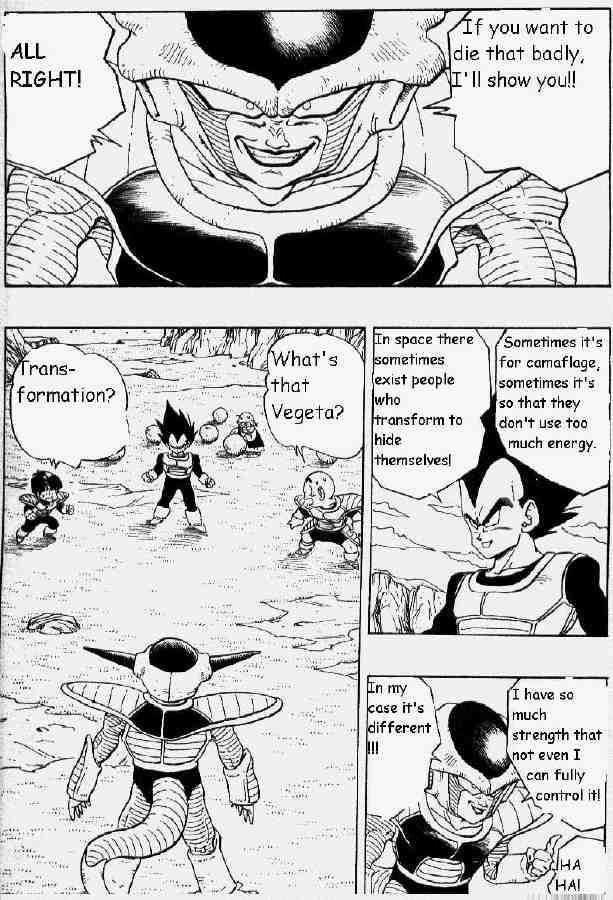 ALL
RIGHT!
If you want to
die that badly,
I'll show you!!
Trans-
formation?
What's
that
Vegeta?
In space there
sometimes
exist people
who
transform to
hide
themselves!
Sometimes it's
for camaflage,
sometimes it's
so that they
don't use too
much energy.
In my
case it's
different
!!!
I have so
much
strength that
not even I
can fully
control it!
HA
HA!